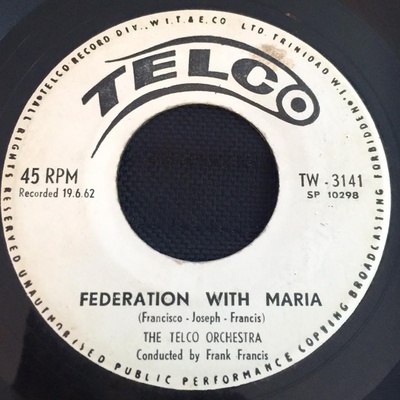 ALL RIGHTS RESERVED UNAUTHORISED PUBLIC PERFORMANCE COPYING BROADCASTING FORBIDDEN
TELCO RECORD DIV., W.I.T.& E.CO LTD. TRINIDAD W.I.
TELCO
45 RPM
Recorded 19.6.62
TW - 3141
SP 10298
FEDERATION WITH MARIA
(Francisco - Joseph - Francis)
THE TELCO ORCHESTRA
Conducted by Frank Francis